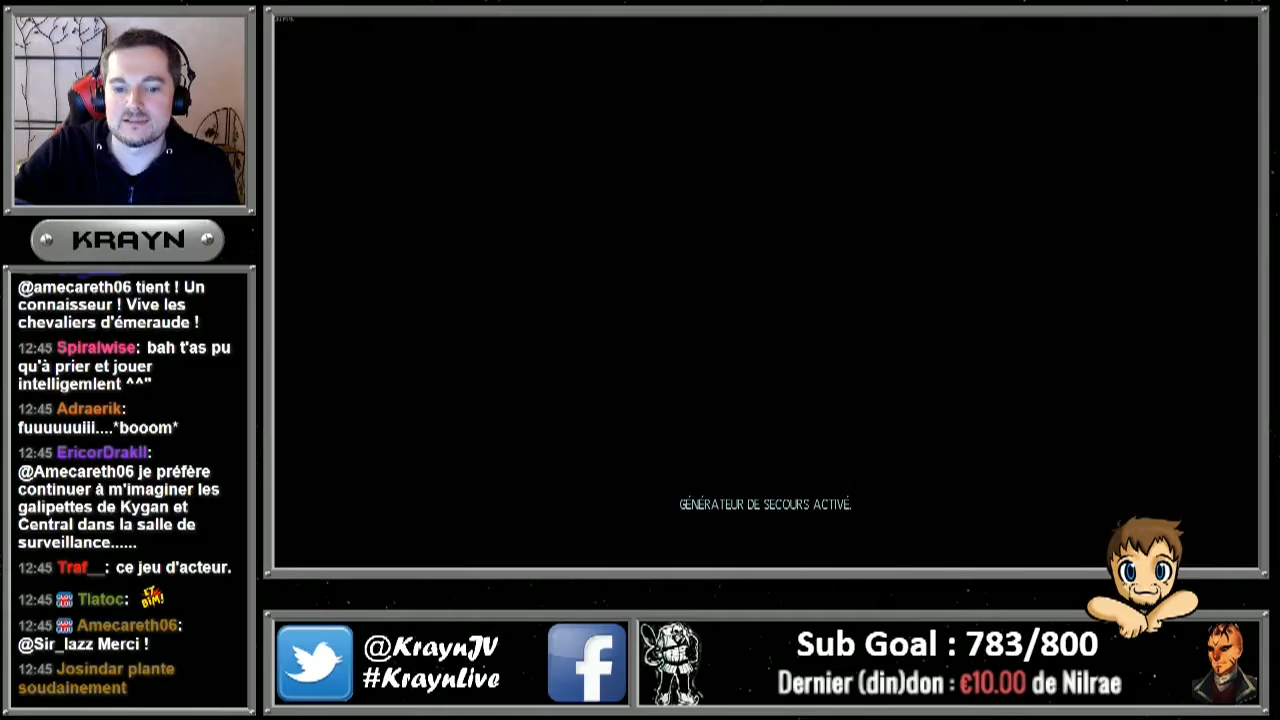 KRAYN
@amecareth06 tient ! Un
connaisseur ! Vive les
chevaliers d'émeraude !
12:45 Spiralwise: bah t'as pu
qu'à prier et jouer
intelligemlent ^^"
12:45 Adraerik:
fuuuuuuiii....*booom*
12:45 EricorDrakll:
@Amecareth06 je préfère
continuer à m'imaginer les
galipettes de Kygan et
Central dans la salle de
surveillance......
12:45 Traf__: ce jeu d'acteur.
12:45 Tlatoc: ET BIM!
12:45 Amecareth06:
@Sir_lazz Merci !
12:45 Josindar plante
soudainement
GÉNÉRATEUR DE SECOURS ACTIVÉ.
@KraynJV
#KraynLive
Sub Goal : 783/800
Dernier (din)don : €10.00 de Nilrae